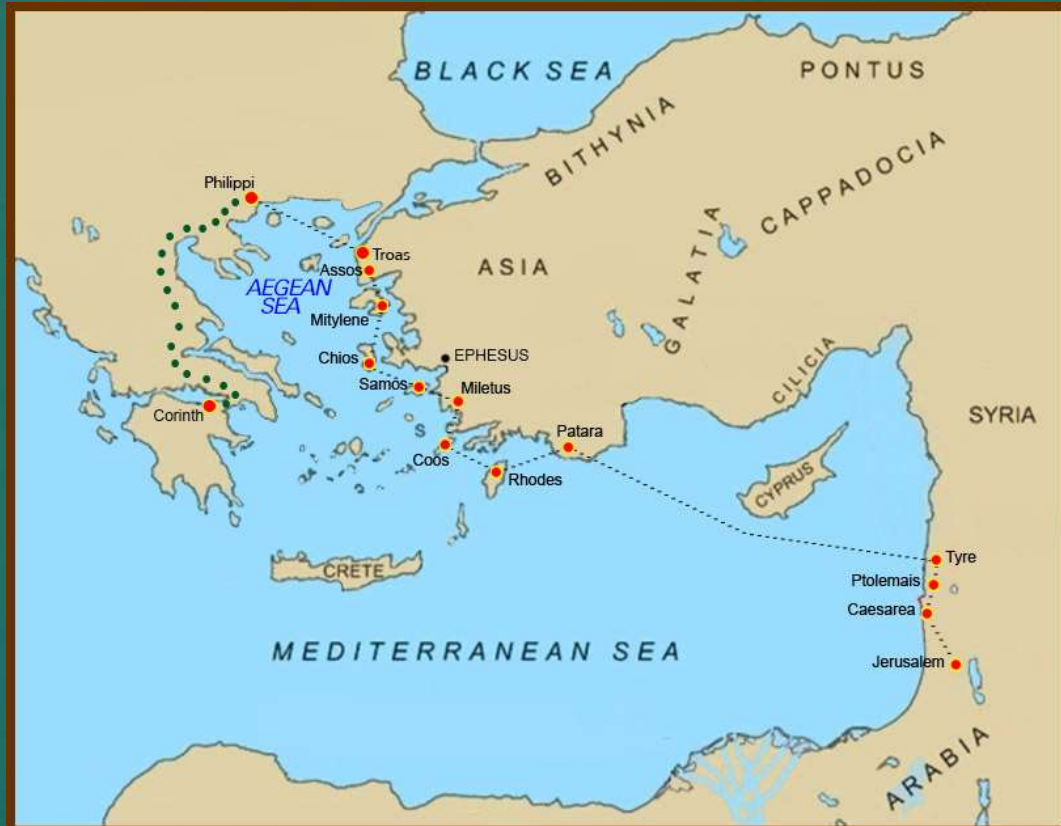 BLACK SEA
PONTUS
BITHYNIA
CAPPADOCIA
Philippi
Troas
Assos
ASIA
GALATIA
AEGEAN
SEA
Mitylene
Chios
EPHESUS
CILICIA
Samos
Miletus
Corinth
SYRIA
S C
Patara
Coos
Rhodes
CYPRUS
CRETE
Tyre
Ptolemais
Caesarea
MEDITERRANEAN SEA
Jerusalem
ARABIA